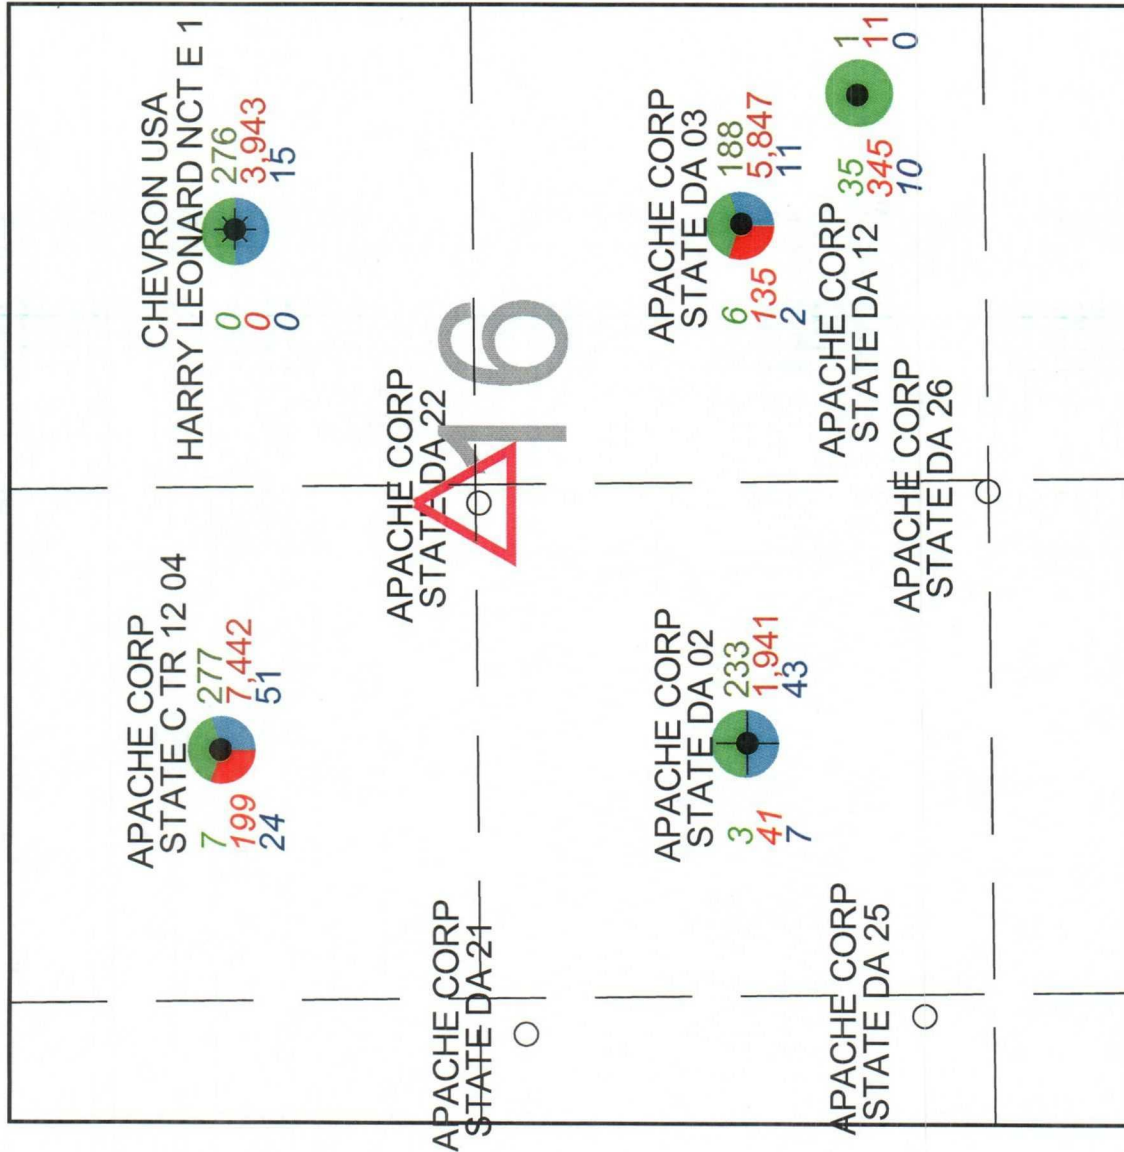 CHEVRON USA
HARRY LEONARD NCT E 1
0
0
0
276
3,943
15
APACHE CORP
STATE C TR 12 04
7
199
24
277
7,442
51
APACHE CORP
STATE DA 22
16
APACHE CORP
STATE DA 21
APACHE CORP
STATE DA 03
6
135
2
188
5,847
11
APACHE CORP
STATE DA 02
3
41
7
233
1,941
43
APACHE CORP
STATE DA 12
35
345
10
1
11
0
APACHE CORP
STATE DA 26
APACHE CORP
STATE DA 25